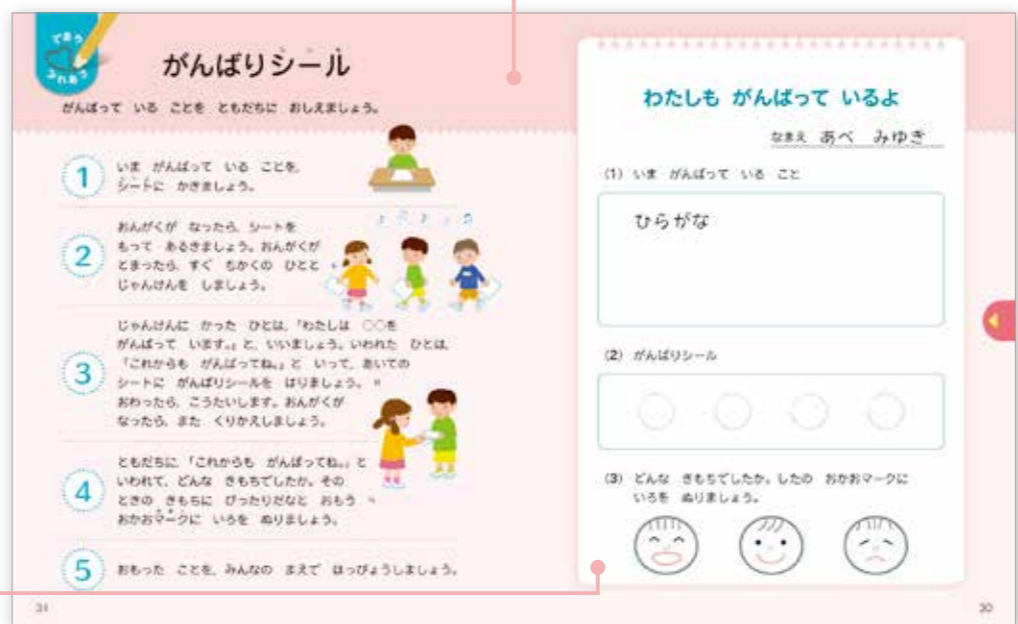 であう
ふれあう
がんばりシール
がんばって いる ことを ともだちに おしえましょう。
1
いま がんばって いる ことを、
シートに かきましょう。
2
おんがくが なったら、シートを
もって あるきましょう。おんがくが
とまったら、すぐ ちかくの ひとと
じゃんけんを しましょう。
3
じゃんけんに かった ひとは、「わたしは ○○を
がんばって います。」と、いいましょう。いわれた ひとは、
「これからも がんばってね。」と いって、あいての
シートに がんばりシールを はりましょう。
おわったら、こうたいします。おんがくが
なったら、また くりかえしましょう。
4
ともだちに、「これからも がんばってね。」と
いわれて、どんな きもちでしたか。その
ときの きもちに ぴったりだなと おもう
おかおマークに いろを ぬりましょう。
5
おもった ことを、みんなの まえで はっぴょうしましょう。
31
わたしも がんばって いるよ
なまえ あべ みゆき
(1) いま がんばって いる こと
ひらがな
(2) がんばりシール
(3) どんな きもちでしたか。したの おかおマークに
いろを ぬりましょう。
30